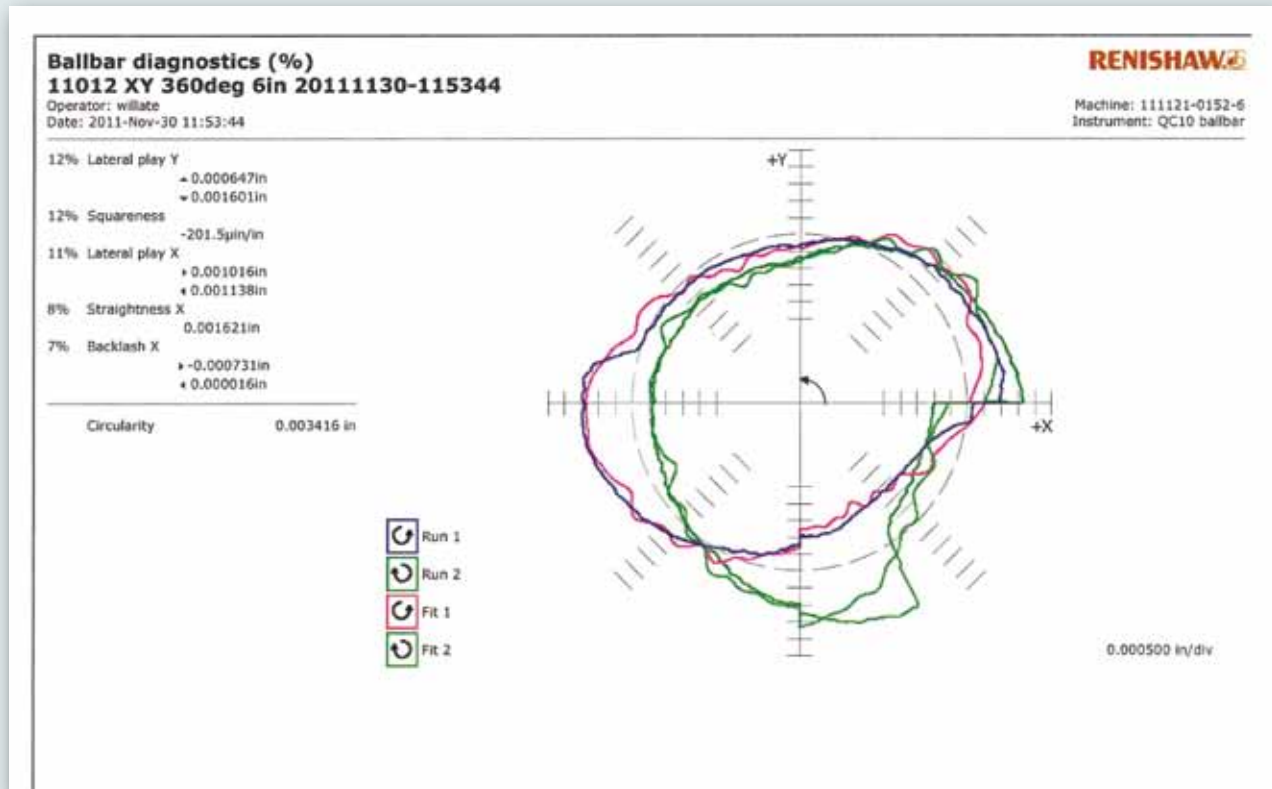 Ballbar diagnostics (%)
11012 XY 360deg 6in 20111130-115344
Operator: willate
Date: 2011-Nov-30 11:53:44
RENISHAW
Machine: 111121-0152-6
Instrument: QC10 ballbar
12% Lateral play Y
▲ 0.000647in
▼ 0.001601in
12% Squareness
-201.5µin/in
11% Lateral play X
▶ 0.001016in
◀ 0.001138in
8% Straightness X
0.001621in
7% Backlash X
▶ -0.000731in
◀ 0.000016in
Circularity 0.003416 in
+Y
+X
Run 1
Run 2
Fit 1
Fit 2
0.000500 in/div